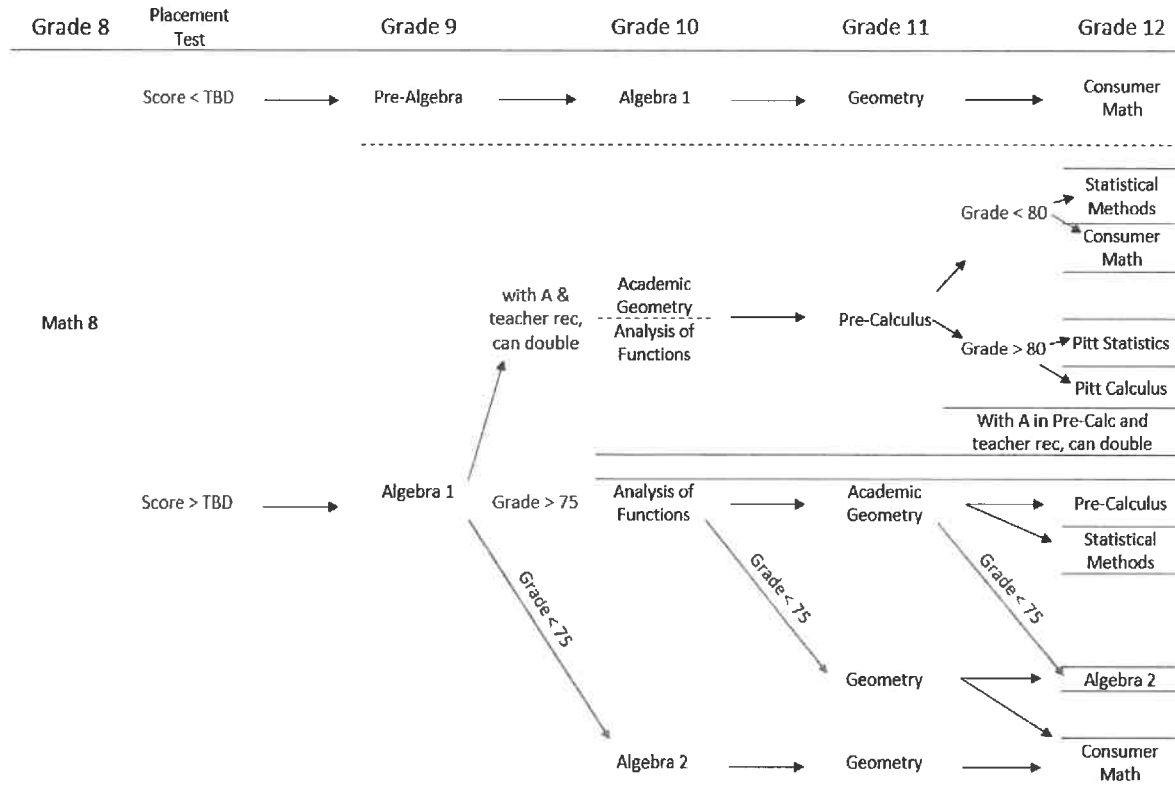 Grade 8
Placement
Test
Grade 9
Grade 10
Grade 11
Grade 12
Score < TBD
Pre-Algebra
Algebra 1
Geometry
Consumer
Math
Statistical
Methods
Grade < 80
Consumer
Math
with A &
teacher rec,
can double
Academic
Geometry
Analysis of
Functions
Math 8
Pre-Calculus
Grade > 80
Pitt Statistics
Pitt Calculus
With A in Pre-Calc and
teacher rec, can double
Score > TBD
Algebra 1
Grade > 75
Analysis of
Functions
Academic
Geometry
Pre-Calculus
Statistical
Methods
Grade < 75
Grade < 75
Grade < 75
Geometry
Algebra 2
Algebra 2
Geometry
Consumer
Math